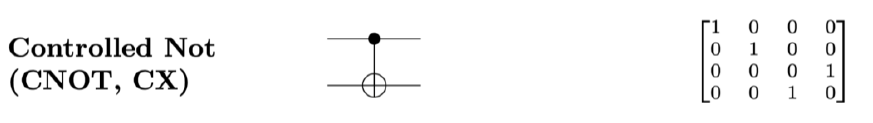 Controlled Not
(CNOT, CX)
1 0 0 0
0 1 0 0
0 0 0 1
0 0 1 0